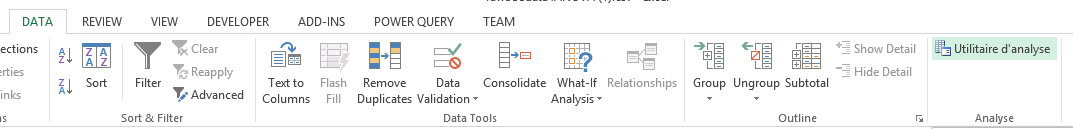 DATA REVIEW VIEW DEVELOPER ADD-INS POWER QUERY TEAM
ections
erties
inks
Sort
Filter
Clear
Reapply
Advanced
Text to
Columns
Flash
Fill
Remove
Duplicates
Data
Validation
Consolidate
What-If
Analysis
Relationships
Group
Ungroup
Subtotal
Show Detail
Hide Detail
Utilitaire d'analyse
Sort & Filter
Data Tools
Outline
Analyse